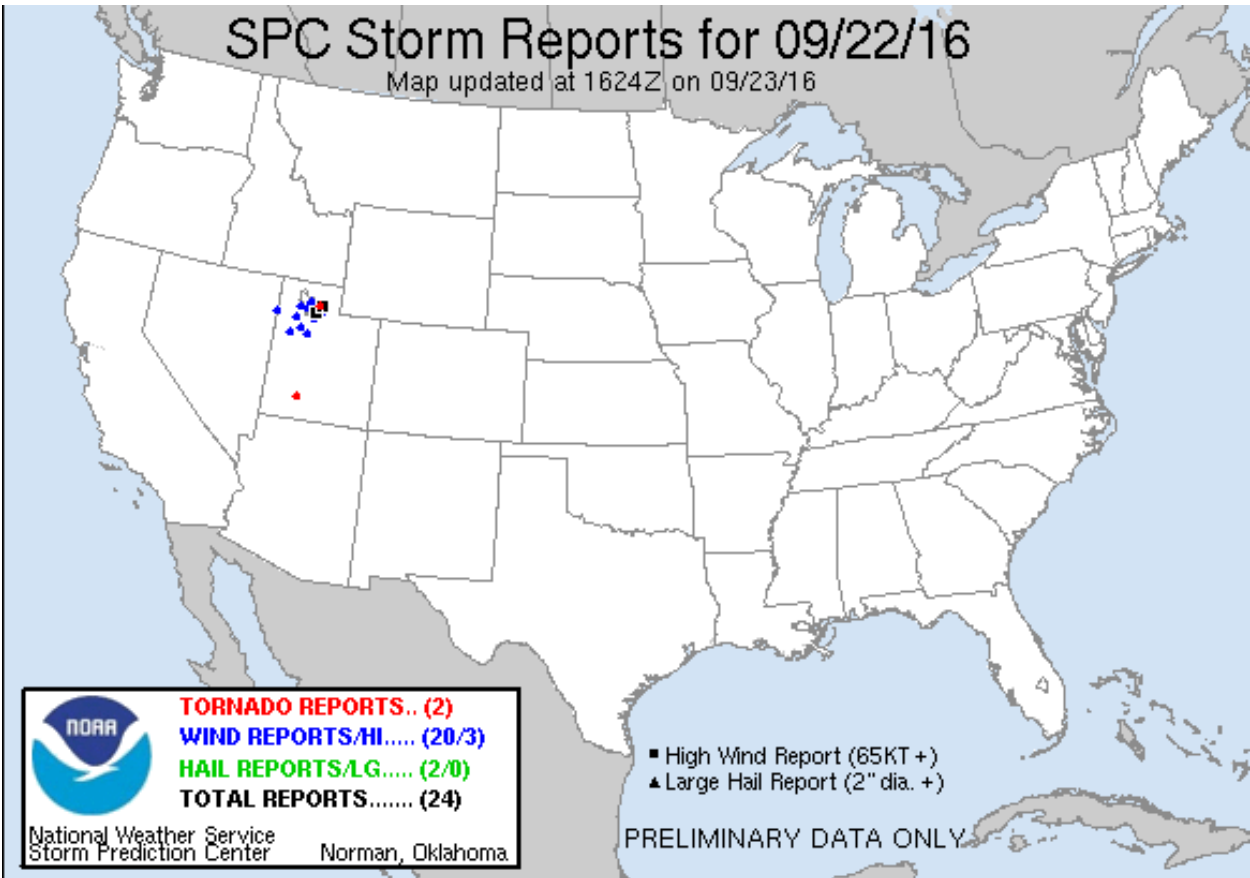 SPC Storm Reports for 09/22/16
Map updated at 1624Z on 09/23/16
NOAA
TORNADO REPORTS.. (2)
WIND REPORTS/HI..... (20/3)
HAIL REPORTS/LG..... (2/0)
TOTAL REPORTS....... (24)
National Weather Service
Storm Prediction Center Norman, Oklahoma
High Wind Report (65KT +)
Large Hail Report (2" dia. +)
PRELIMINARY DATA ONLY